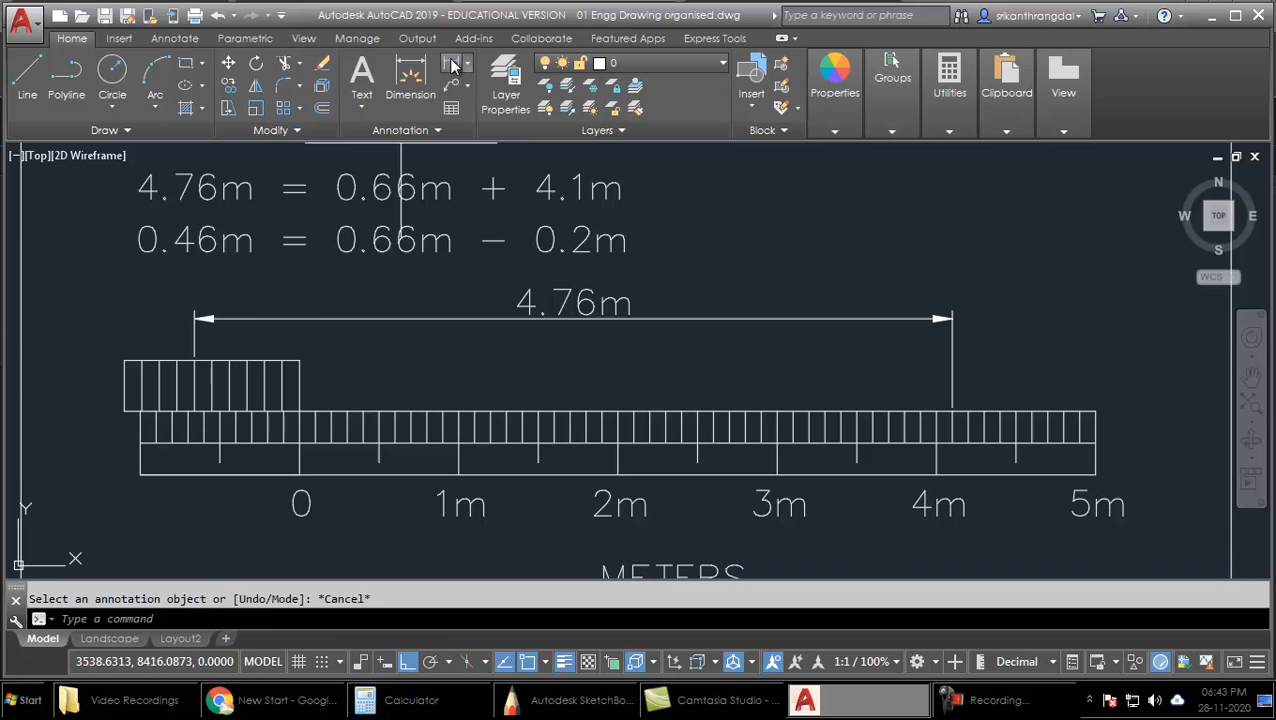 Autodesk AutoCAD 2019 - EDUCATIONAL VERSION 01 Engg Drawing organised.dwg
Type a keyword or phrase
srikanthrangdal
Home Insert Annotate Parametric View Manage Output Add-ins Collaborate Featured Apps Express Tools
0
Line Polyline Circle Arc
Text Dimension
Layer Properties
Insert
Properties
Groups
Utilities
Clipboard
View
Draw Modify Annotation Layers Block
[−][Top][2D Wireframe]
4.76m = 0.66m + 4.1m
0.46m = 0.66m − 0.2m
4.76m
0 1m 2m 3m 4m 5m
METERS
N
W TOP E
S
WCS
Y
X
Select an annotation object or [Undo/Mode]: *Cancel*
Type a command
Model Landscape Layout2 +
3538.6313, 8416.0873, 0.0000 MODEL 1:1 / 100% Decimal
Start Video Recordings New Start - Googl... Calculator Autodesk SketchBo... Camtasia Studio - ... Recording... 06:43 PM
28-11-2020